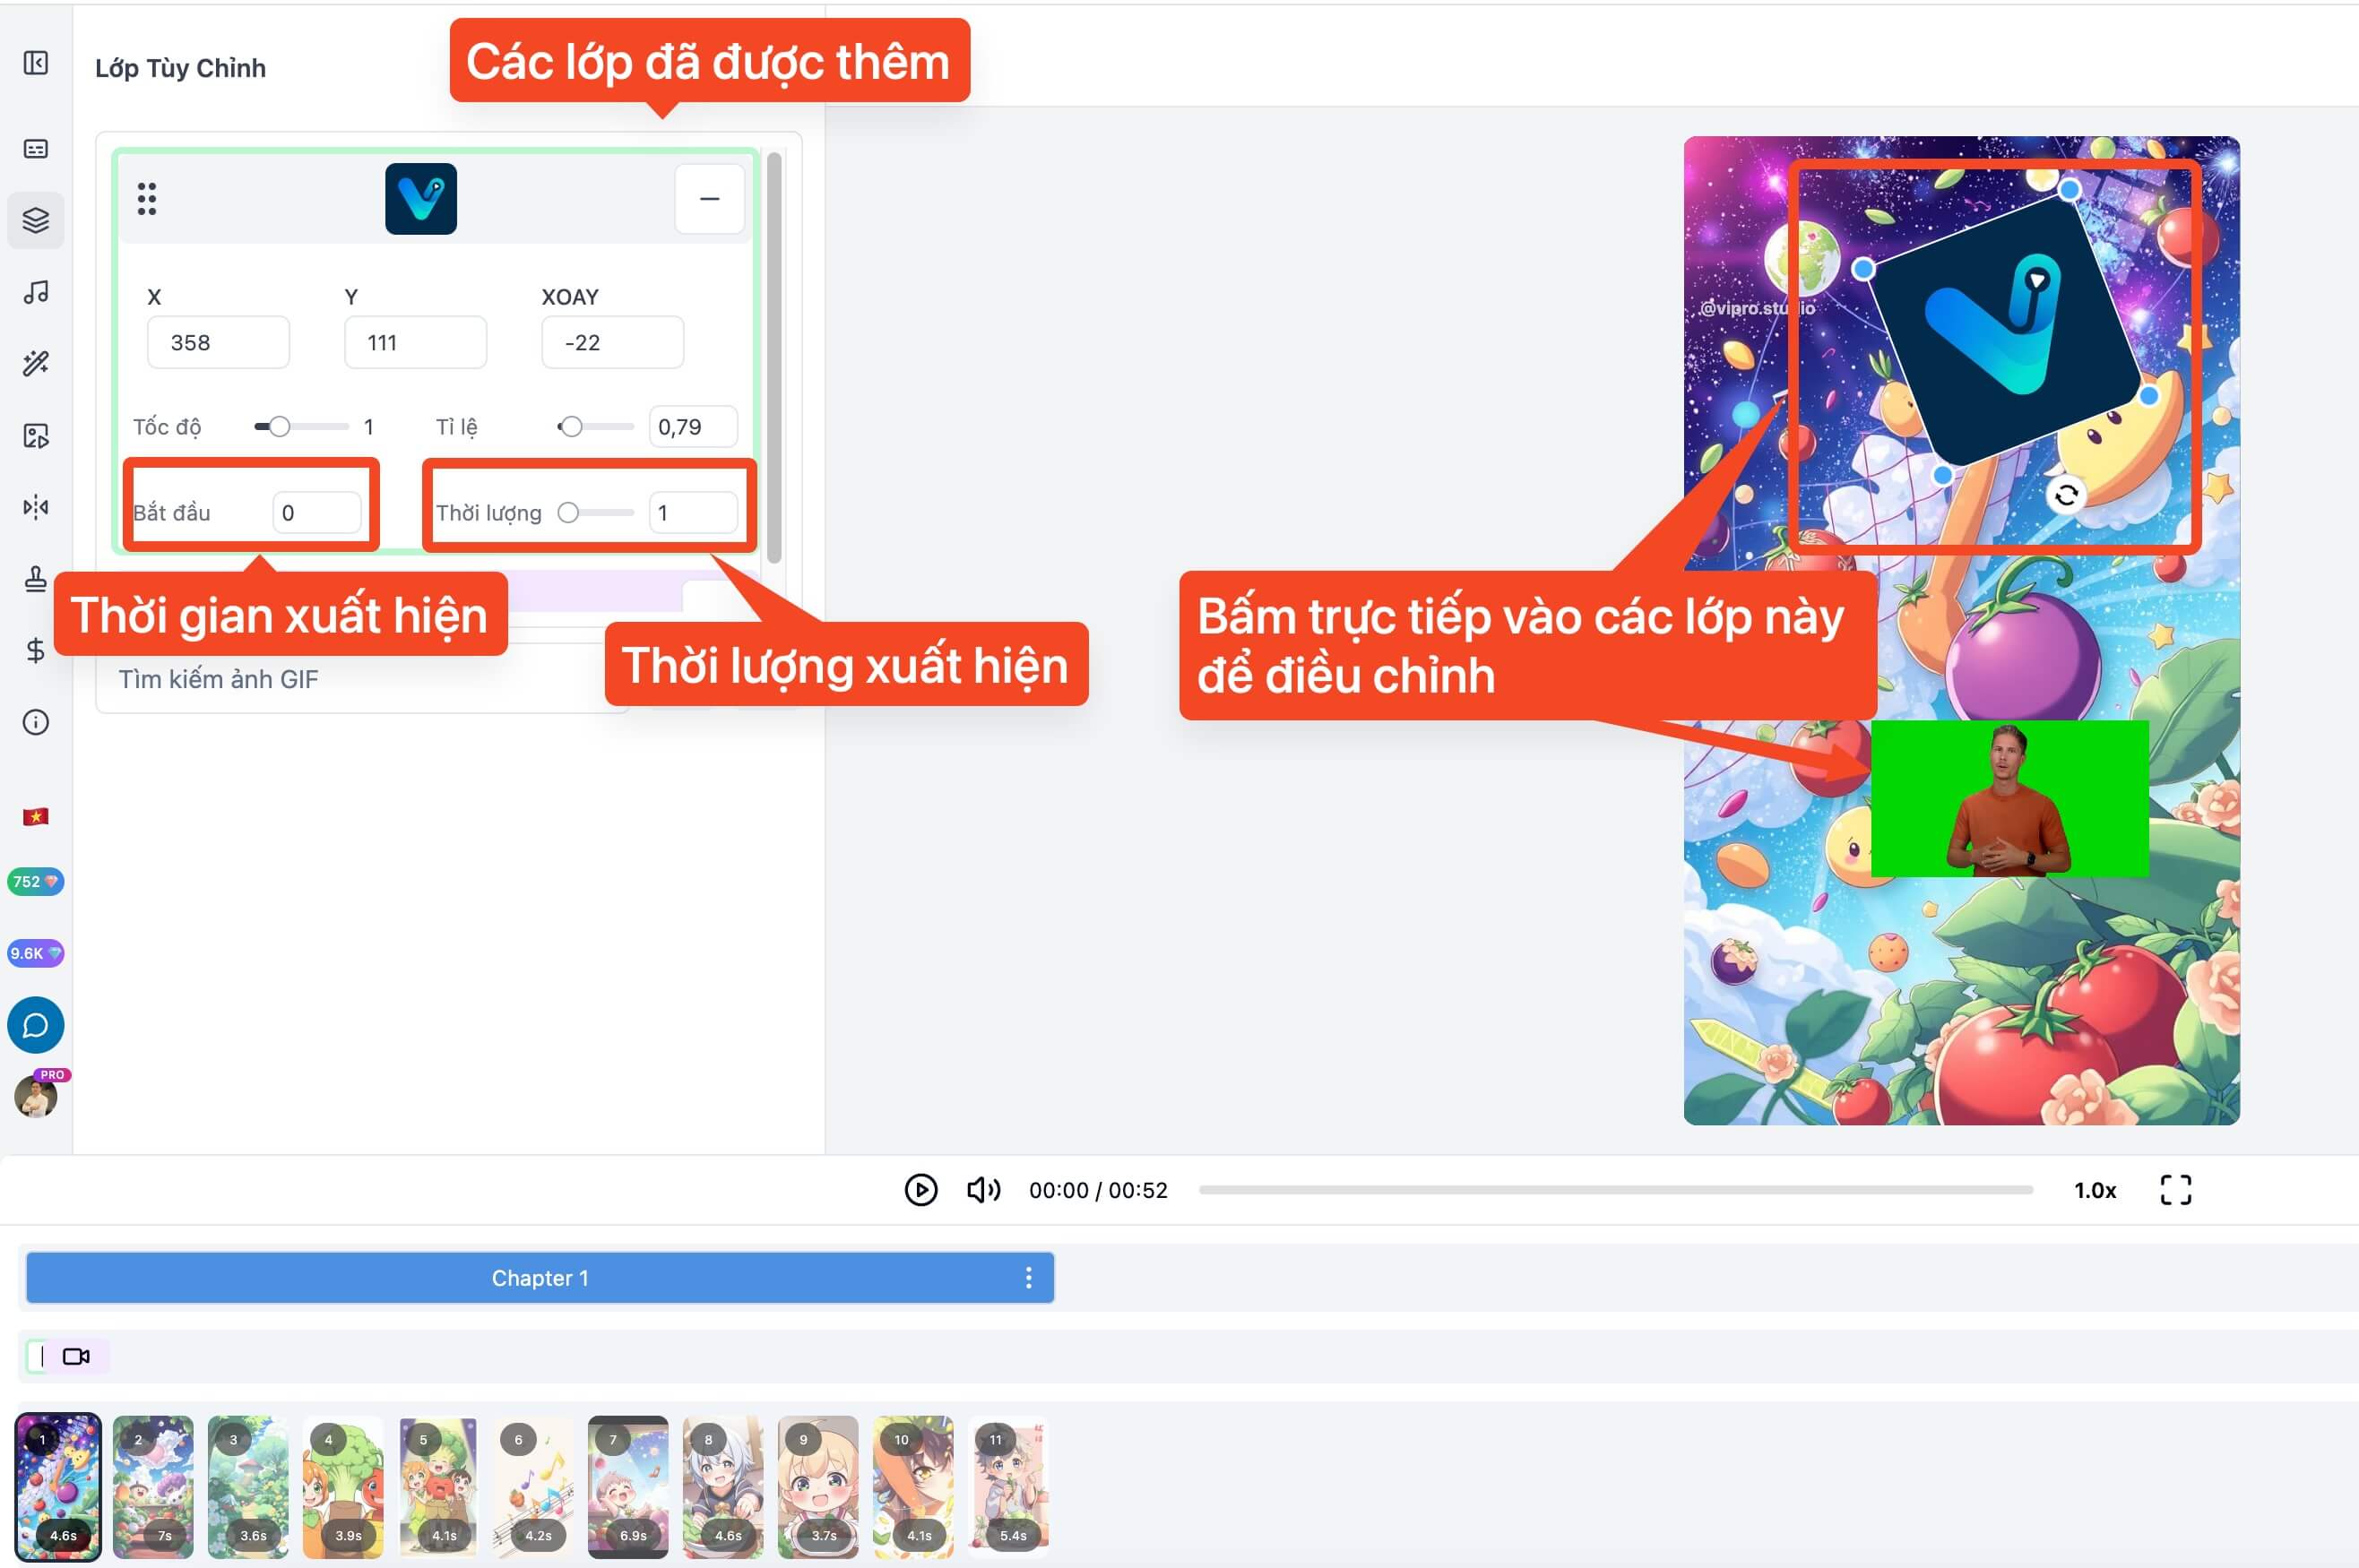 Các lớp đã được thêm
Lớp Tùy Chỉnh
X
Y
XOAY
358
111
-22
Tốc độ
1
Tỉ lệ
0,79
Bắt đầu
0
Thời lượng
1
Thời gian xuất hiện
Thời lượng xuất hiện
Tìm kiếm ảnh GIF
Bấm trực tiếp vào các lớp này
để điều chỉnh
@vipro.studio
752
9.6K
PRO
00:00 / 00:52
1.0x
Chapter 1
1
2
3
4
5
6
7
8
9
10
11
4.6s
7s
3.6s
3.9s
4.1s
4.2s
6.9s
4.6s
3.7s
4.1s
5.4s